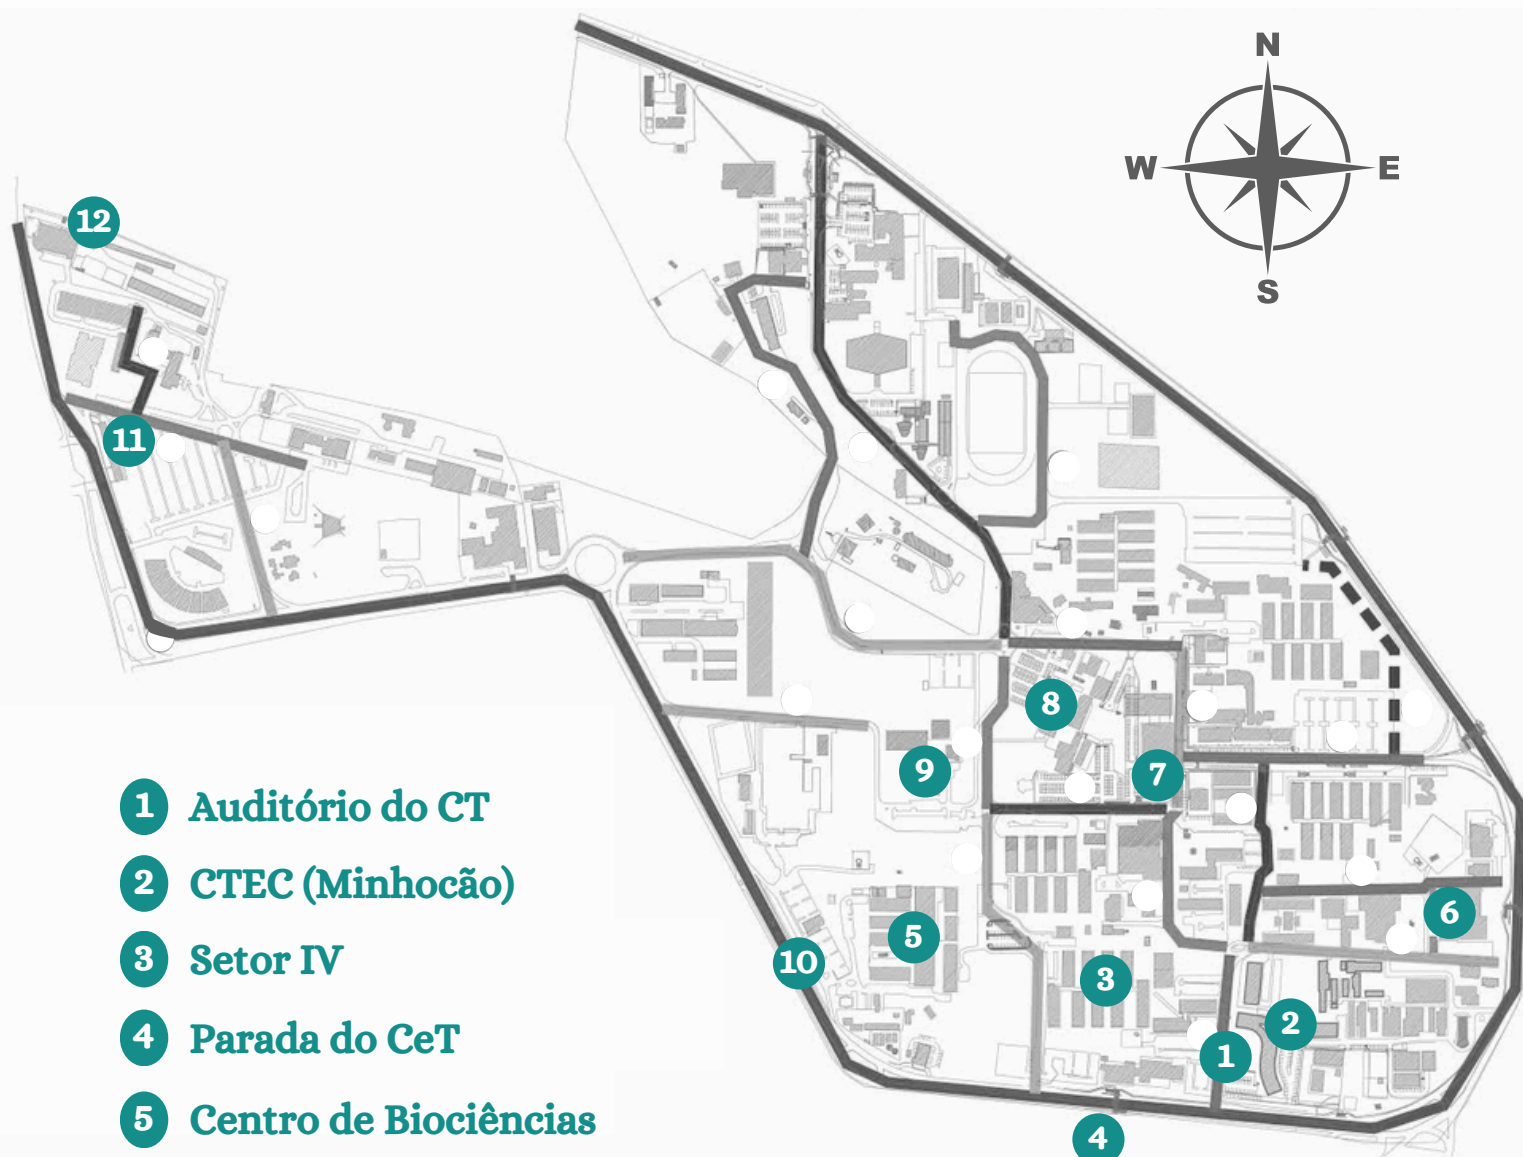 N
W
E
S
12
11
8
7
9
6
5
10
3
2
1
4
1 Auditório do CT
2 CTEC (Minhocão)
3 Setor IV
4 Parada do CeT
5 Centro de Biociências